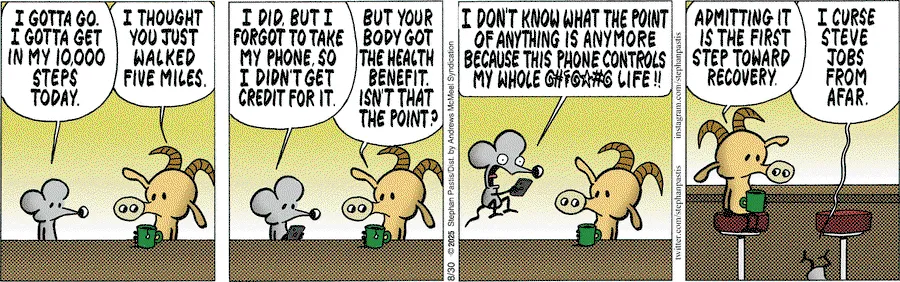 I GOTTA GO.
I GOTTA GET
IN MY 10,000
STEPS
TODAY.
I THOUGHT
YOU JUST
WALKED
FIVE MILES.
I DID. BUT I
FORGOT TO TAKE
MY PHONE, SO
I DIDN'T GET
CREDIT FOR IT.
BUT YOUR
BODY GOT
THE HEALTH
BENEFIT.
ISN'T THAT
THE POINT?
8/30 © 2025 Stephan Pastis/Dist. by Andrews McMeel Syndication
I DON'T KNOW WHAT THE POINT
OF ANYTHING IS ANYMORE
BECAUSE THIS PHONE CONTROLS
MY WHOLE @#?@☆#@ LIFE!!
twitter.com/stephanpastis instagram.com/stephanpastis
ADMITTING IT
IS THE FIRST
STEP TOWARD
RECOVERY.
I CURSE
STEVE
JOBS
FROM
AFAR.